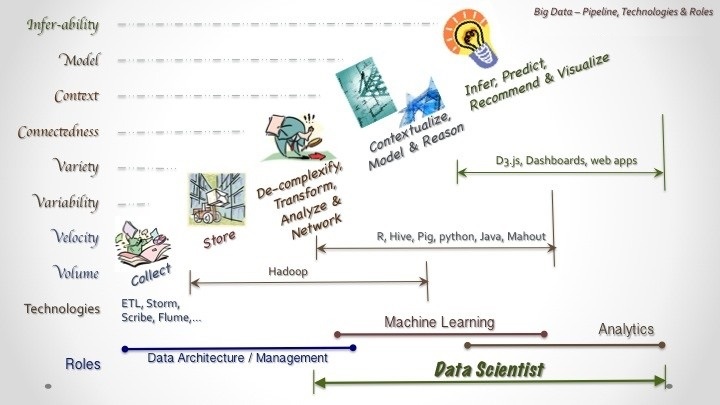 Big Data – Pipeline, Technologies & Roles
Infer-ability
Model
Context
Connectedness
Variety
Variability
Velocity
Volume
Technologies
Roles
Collect
Store
De-complexify,
Transform,
Analyze &
Network
Contextualize,
Model & Reason
Infer, Predict,
Recommend & Visualize
D3.js, Dashboards, web apps
R, Hive, Pig, python, Java, Mahout
Hadoop
ETL, Storm,
Scribe, Flume,...
Machine Learning
Analytics
Data Architecture / Management
Data Scientist